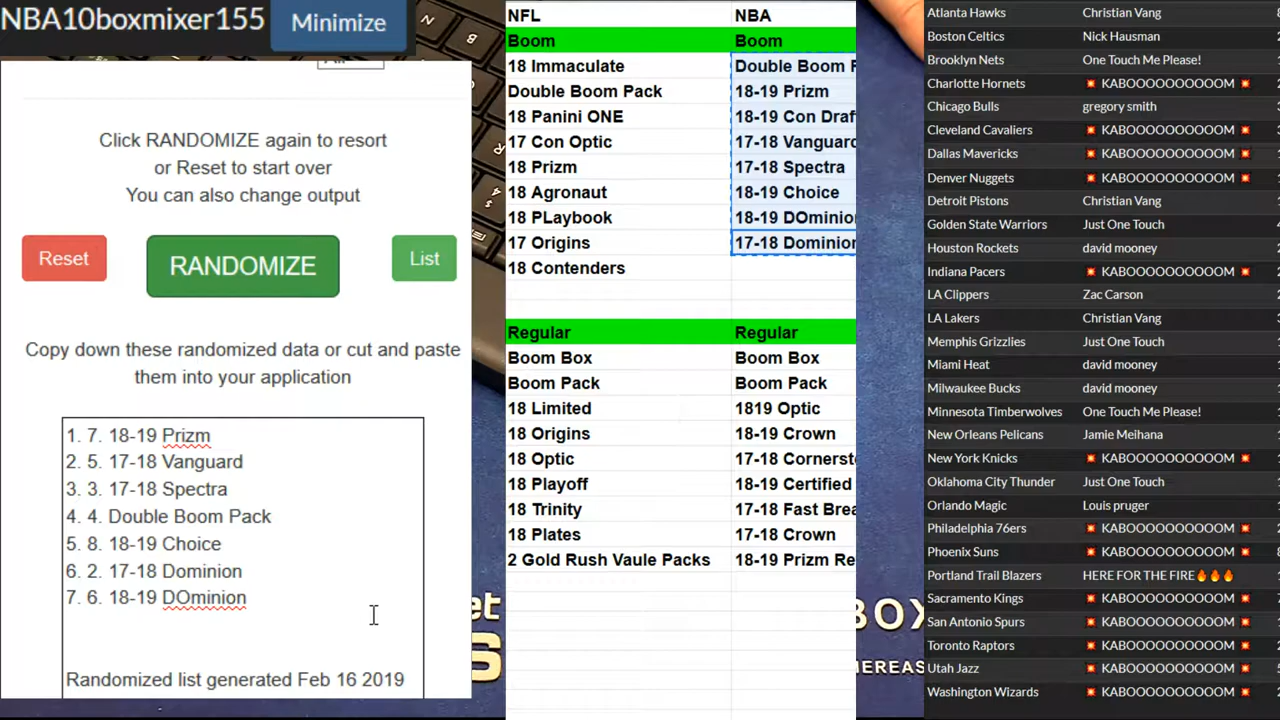 NBA10boxmixer155
Minimize
Click RANDOMIZE again to resort
or Reset to start over
You can also change output
Reset
RANDOMIZE
List
Copy down these randomized data or cut and paste
them into your application
1. 7. 18-19 Prizm
2. 5. 17-18 Vanguard
3. 3. 17-18 Spectra
4. 4. Double Boom Pack
5. 8. 18-19 Choice
6. 2. 17-18 Dominion
7. 6. 18-19 DOminion
Randomized list generated Feb 16 2019
NFL NBA
Boom Boom
18 Immaculate Double Boom
Double Boom Pack 18-19 Prizm
18 Panini ONE 18-19 Con Draf
17 Con Optic 17-18 Vanguard
18 Prizm 17-18 Spectra
18 Agronaut 18-19 Choice
18 PLaybook 18-19 DOminion
17 Origins 17-18 Dominion
18 Contenders
Regular Regular
Boom Box Boom Box
Boom Pack Boom Pack
18 Limited 1819 Optic
18 Origins 18-19 Crown
18 Optic 17-18 Cornerst
18 Playoff 18-19 Certified
18 Trinity 17-18 Fast Brea
18 Plates 17-18 Crown
2 Gold Rush Vaule Packs 18-19 Prizm Re
Atlanta Hawks Christian Vang
Boston Celtics Nick Hausman
Brooklyn Nets One Touch Me Please!
Charlotte Hornets 💥 KABOOOOOOOOOM 💥
Chicago Bulls gregory smith
Cleveland Cavaliers 💥 KABOOOOOOOOOM 💥
Dallas Mavericks 💥 KABOOOOOOOOOM 💥
Denver Nuggets 💥 KABOOOOOOOOOM 💥
Detroit Pistons Christian Vang
Golden State Warriors Just One Touch
Houston Rockets david mooney
Indiana Pacers 💥 KABOOOOOOOOOM 💥
LA Clippers Zac Carson
LA Lakers Christian Vang
Memphis Grizzlies Just One Touch
Miami Heat david mooney
Milwaukee Bucks david mooney
Minnesota Timberwolves One Touch Me Please!
New Orleans Pelicans Jamie Meihana
New York Knicks 💥 KABOOOOOOOOOM 💥
Oklahoma City Thunder Just One Touch
Orlando Magic Louis pruger
Philadelphia 76ers 💥 KABOOOOOOOOOM 💥
Phoenix Suns 💥 KABOOOOOOOOOM 💥
Portland Trail Blazers HERE FOR THE FIRE🔥🔥🔥
Sacramento Kings 💥 KABOOOOOOOOOM 💥
San Antonio Spurs 💥 KABOOOOOOOOOM 💥
Toronto Raptors 💥 KABOOOOOOOOOM 💥
Utah Jazz 💥 KABOOOOOOOOOM 💥
Washington Wizards 💥 KABOOOOOOOOOM 💥